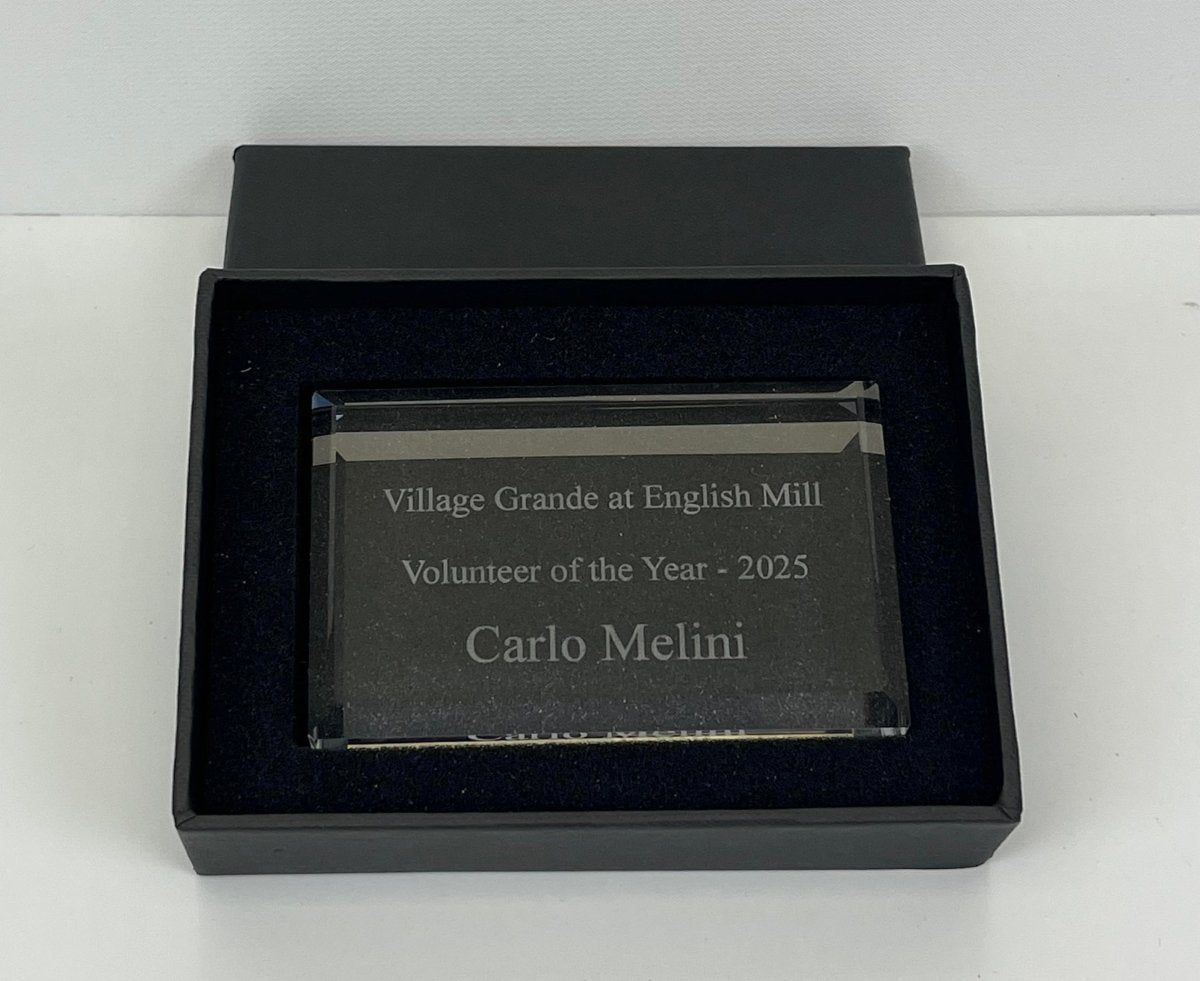 Village Grande at English Mill
Volunteer of the Year - 2025
Carlo Melini